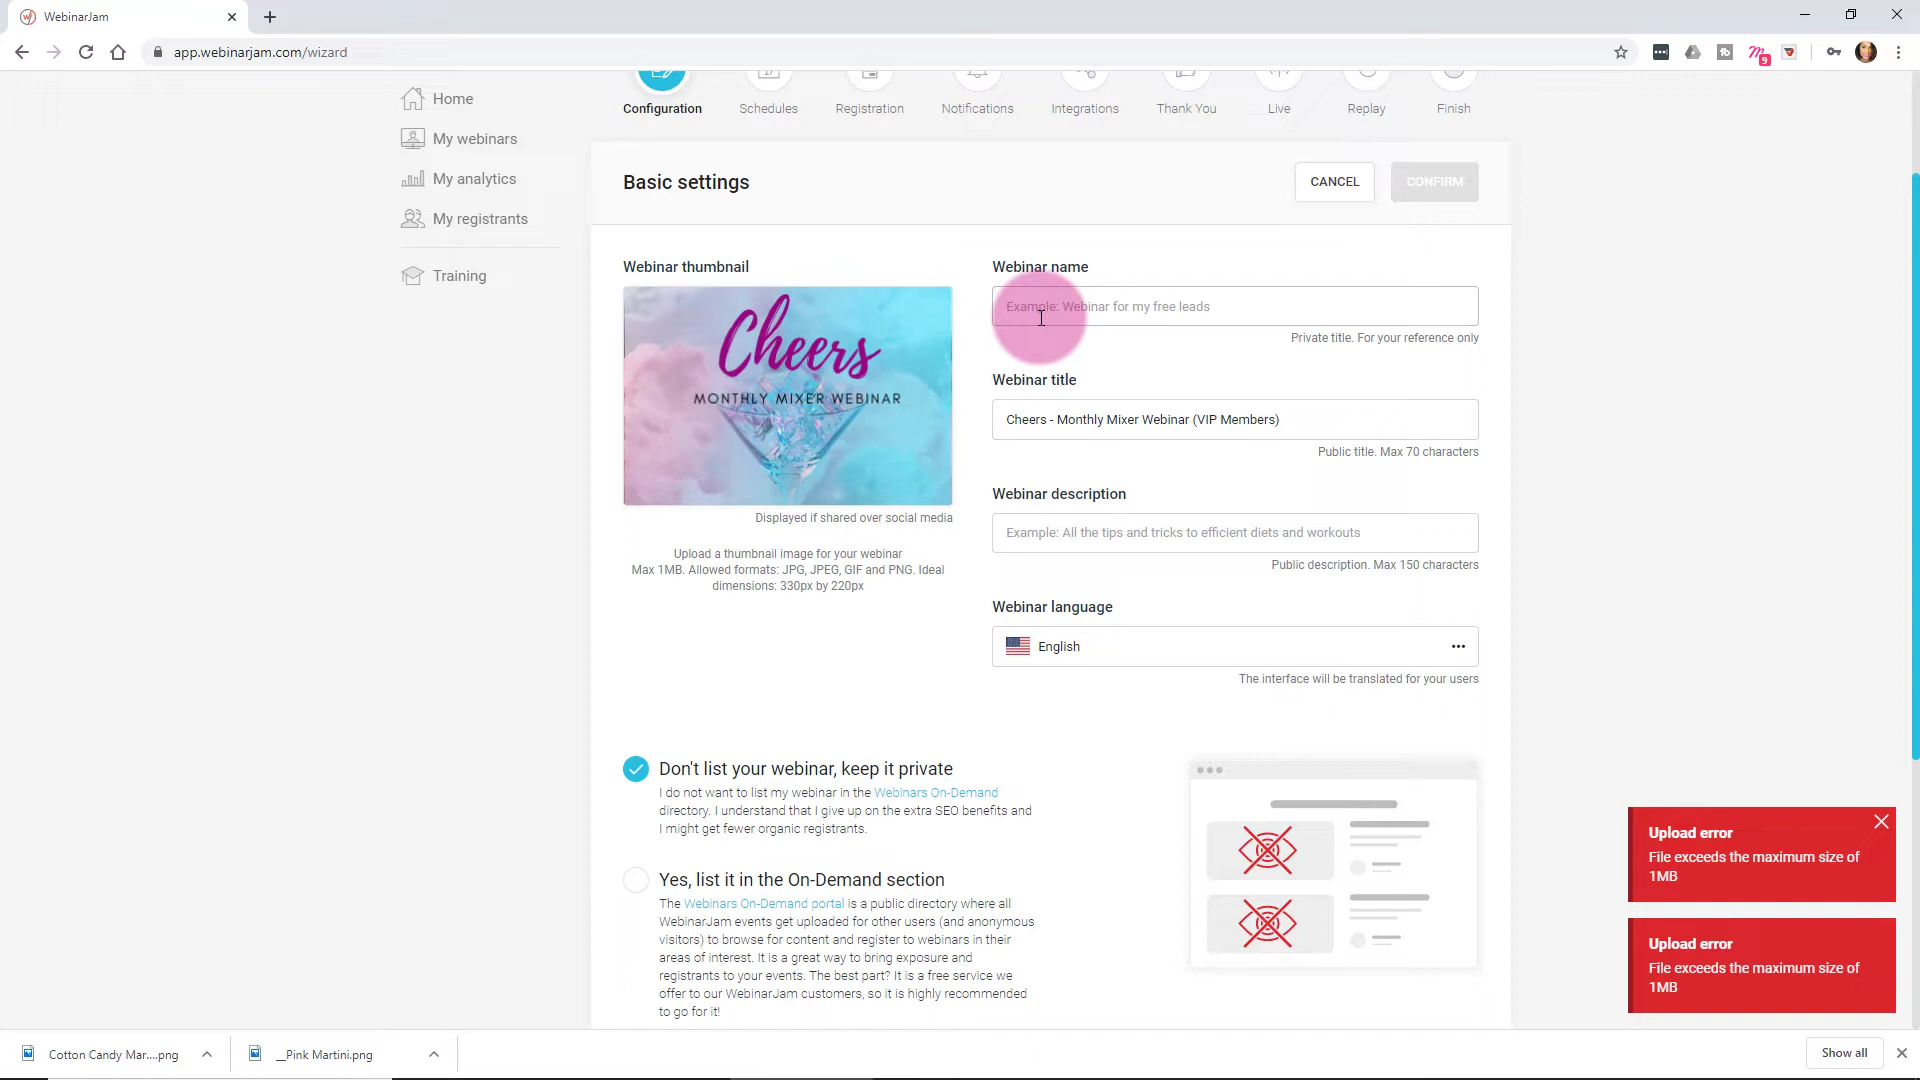 WebinarJam
app.webinarjam.com/wizard
9
Home
My webinars
My analytics
My registrants
Training
Configuration
Schedules
Registration
Notifications
Integrations
Thank You
Live
Replay
Finish
Basic settings
CANCEL
CONFIRM
Webinar thumbnail
Cheers
MONTHLY MIXER WEBINAR
Displayed if shared over social media
Upload a thumbnail image for your webinar
Max 1MB. Allowed formats: JPG, JPEG, GIF and PNG. Ideal
dimensions: 330px by 220px
Webinar name
Example: Webinar for my free leads
Private title. For your reference only
Webinar title
Cheers - Monthly Mixer Webinar (VIP Members)
Public title. Max 70 characters
Webinar description
Example: All the tips and tricks to efficient diets and workouts
Public description. Max 150 characters
Webinar language
English
The interface will be translated for your users
Don't list your webinar, keep it private
I do not want to list my webinar in the Webinars On-Demand
directory. I understand that I give up on the extra SEO benefits and
I might get fewer organic registrants.
Yes, list it in the On-Demand section
The Webinars On-Demand portal is a public directory where all
WebinarJam events get uploaded for other users (and anonymous
visitors) to browse for content and register to webinars in their
areas of interest. It is a great way to bring exposure and
registrants to your events. The best part? It is a free service we
offer to our WebinarJam customers, so it is highly recommended
to go for it!
Upload error
File exceeds the maximum size of
1MB
Upload error
File exceeds the maximum size of
1MB
Cotton Candy Mar....png
__Pink Martini.png
Show all